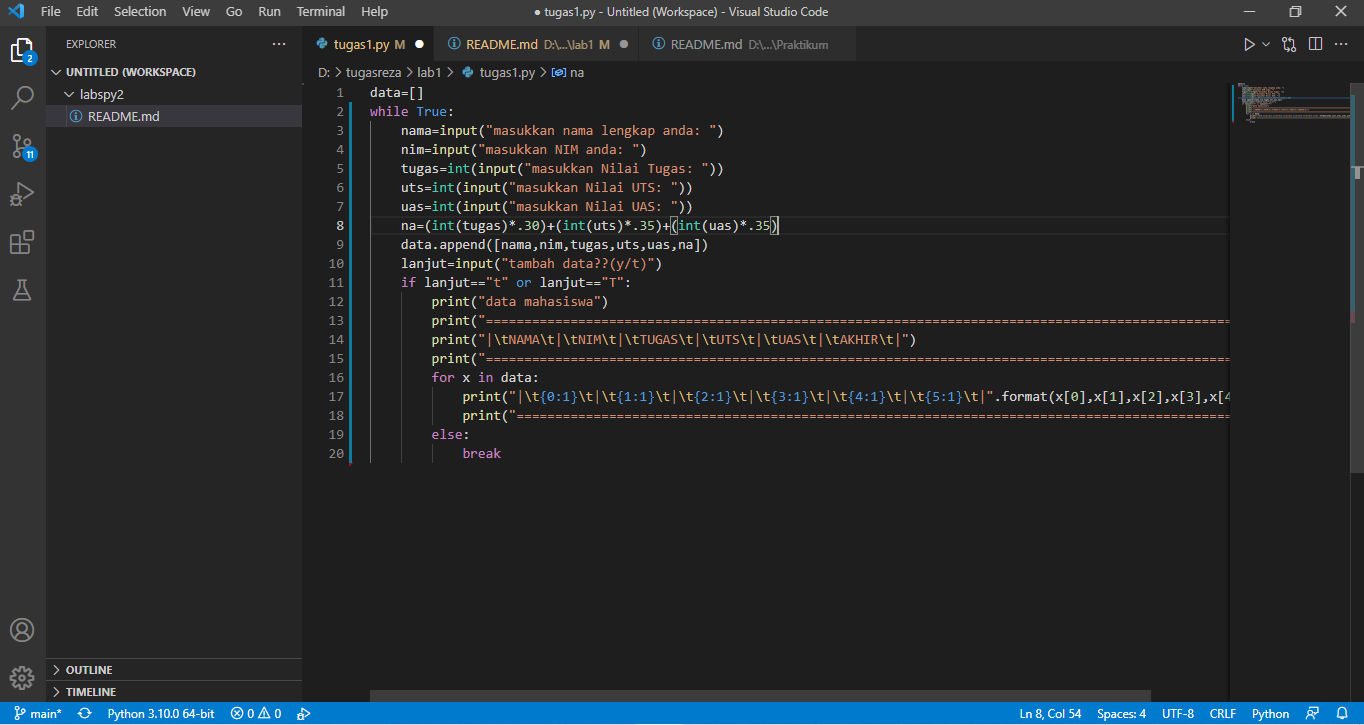 File Edit Selection View Go Run Terminal Help ● tugas1.py - Untitled (Workspace) - Visual Studio Code
EXPLORER ···
tugas1.py M ● README.md D:\...\lab1 M ● README.md D:\...\Praktikum
UNTITLED (WORKSPACE)
labspy2
README.md
2
11
D: > tugasreza > lab1 > tugas1.py > na
1 data=[]
2 while True:
3 nama=input("masukkan nama lengkap anda: ")
4 nim=input("masukkan NIM anda: ")
5 tugas=int(input("masukkan Nilai Tugas: "))
6 uts=int(input("masukkan Nilai UTS: "))
7 uas=int(input("masukkan Nilai UAS: "))
8 na=(int(tugas)*.30)+(int(uts)*.35)+(int(uas)*.35)
9 data.append([nama,nim,tugas,uts,uas,na])
10 lanjut=input("tambah data??(y/t)")
11 if lanjut=="t" or lanjut=="T":
12 print("data mahasiswa")
13 print("=================================================================================================
14 print("|\tNAMA\t|\tNIM\t|\tTUGAS\t|\tUTS\t|\tUAS\t|\tAKHIR\t|")
15 print("=================================================================================================
16 for x in data:
17 print("|\t{0:1}\t|\t{1:1}\t|\t{2:1}\t|\t{3:1}\t|\t{4:1}\t|\t{5:1}\t|".format(x[0],x[1],x[2],x[3],x[4
18 print("=============================================================================================
19 else:
20 break
OUTLINE
TIMELINE
main* Python 3.10.0 64-bit 0 0 Ln 8, Col 54 Spaces: 4 UTF-8 CRLF Python